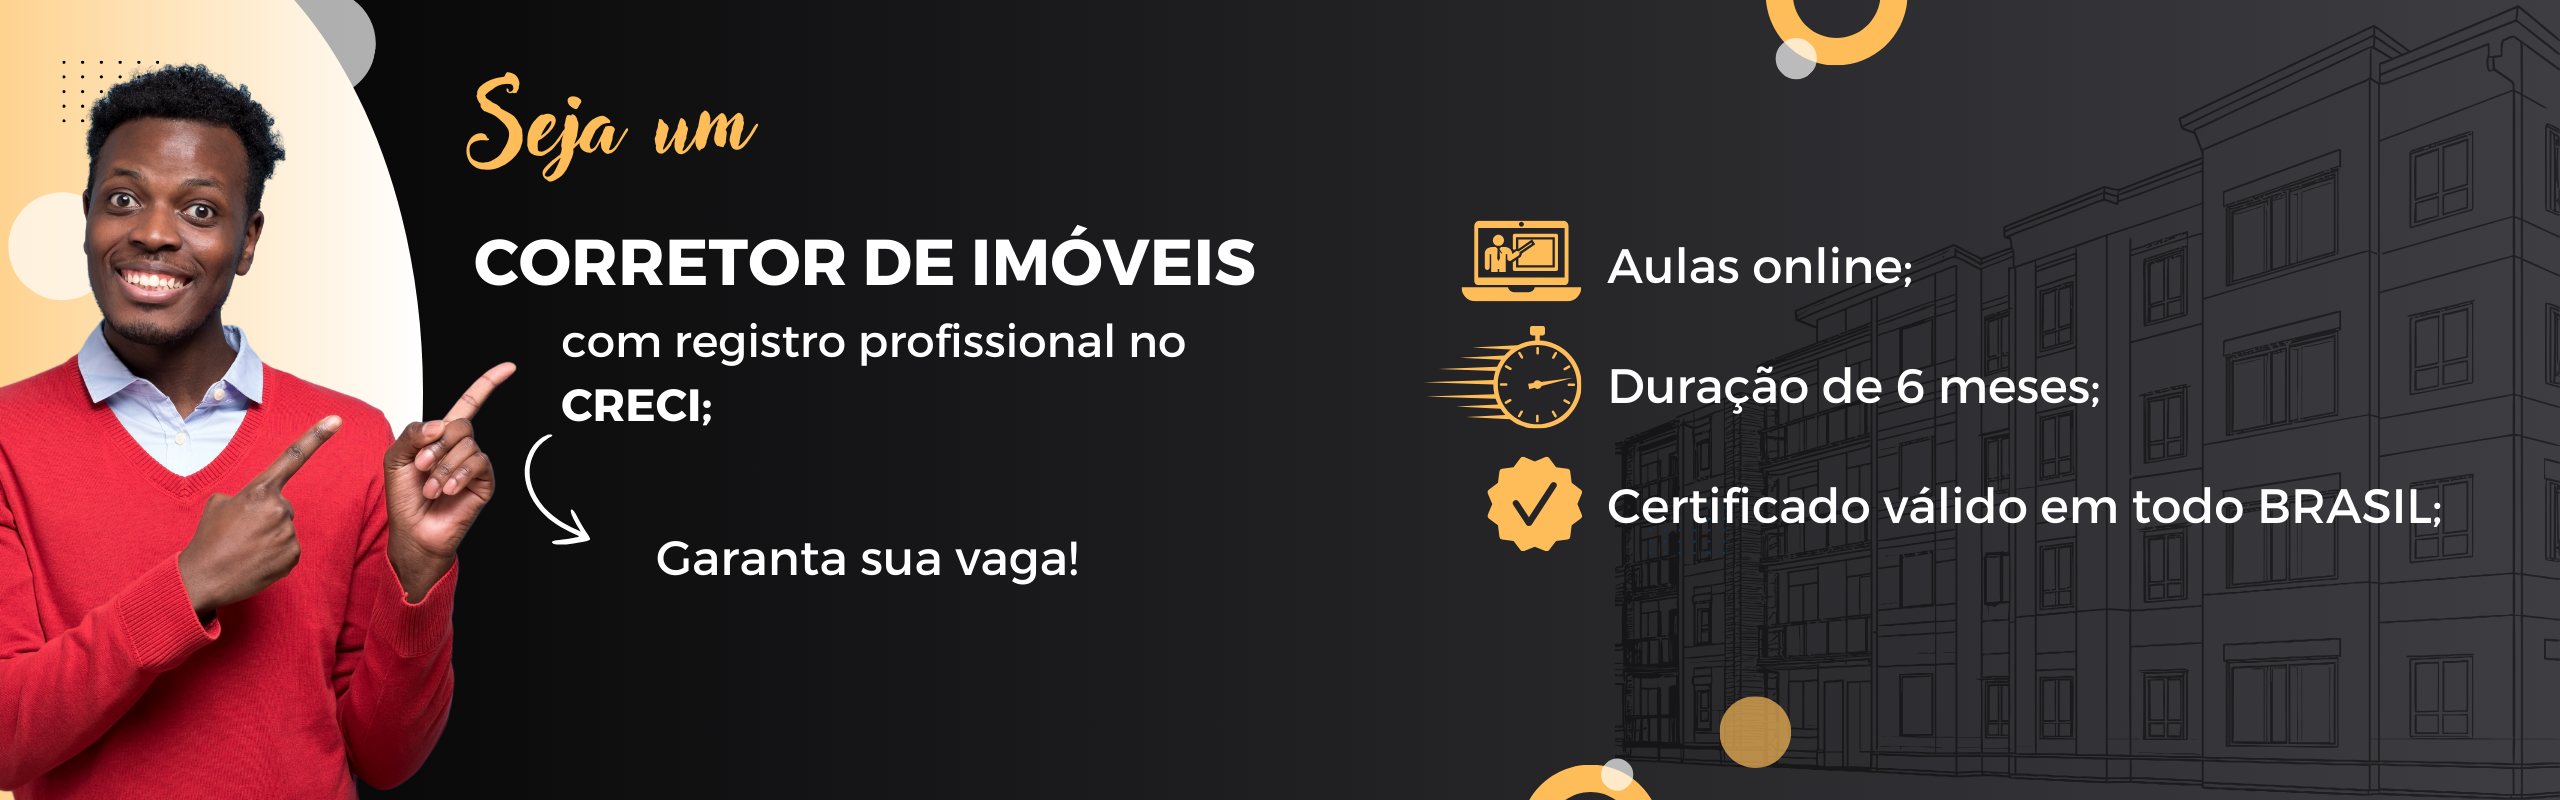 Seja um
CORRETOR DE IMÓVEIS
com registro profissional no
CRECI;
Garanta sua vaga!
Aulas online;
Duração de 6 meses;
Certificado válido em todo BRASIL;